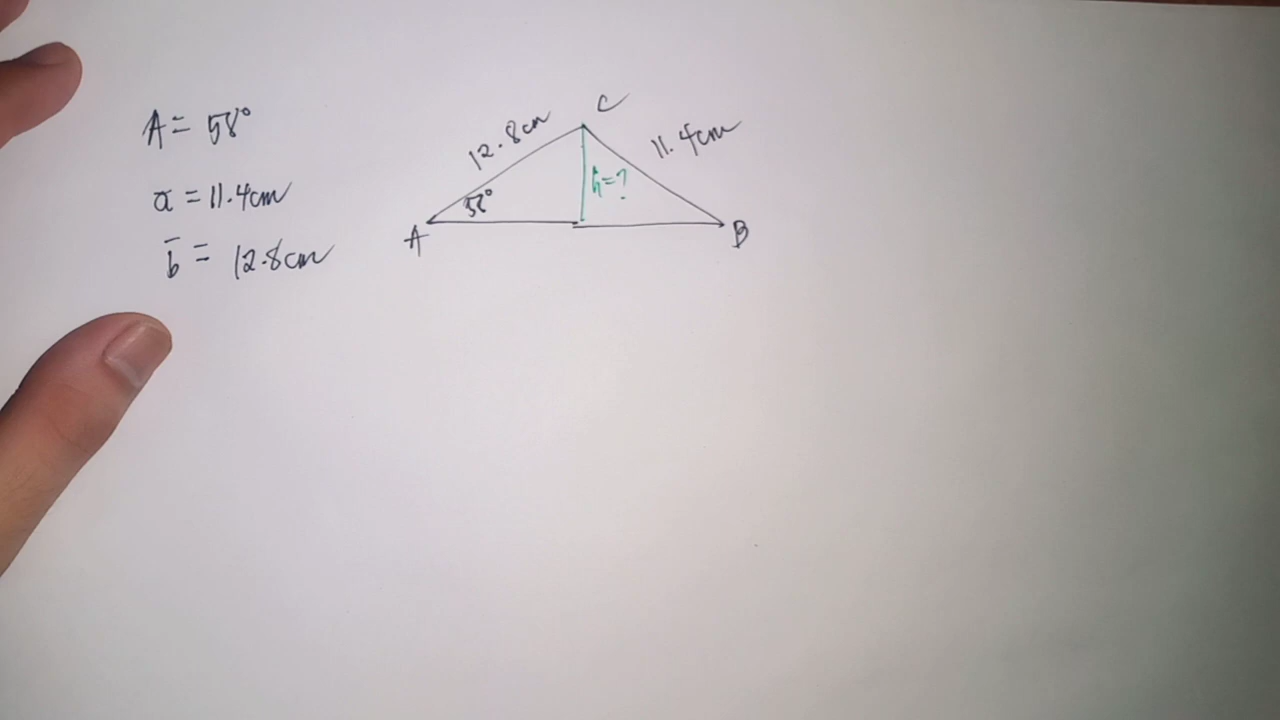 A = 58°
a = 11.4cm
b = 12.8cm
C
12.8cm
11.4cm
h=?
58°
A
B